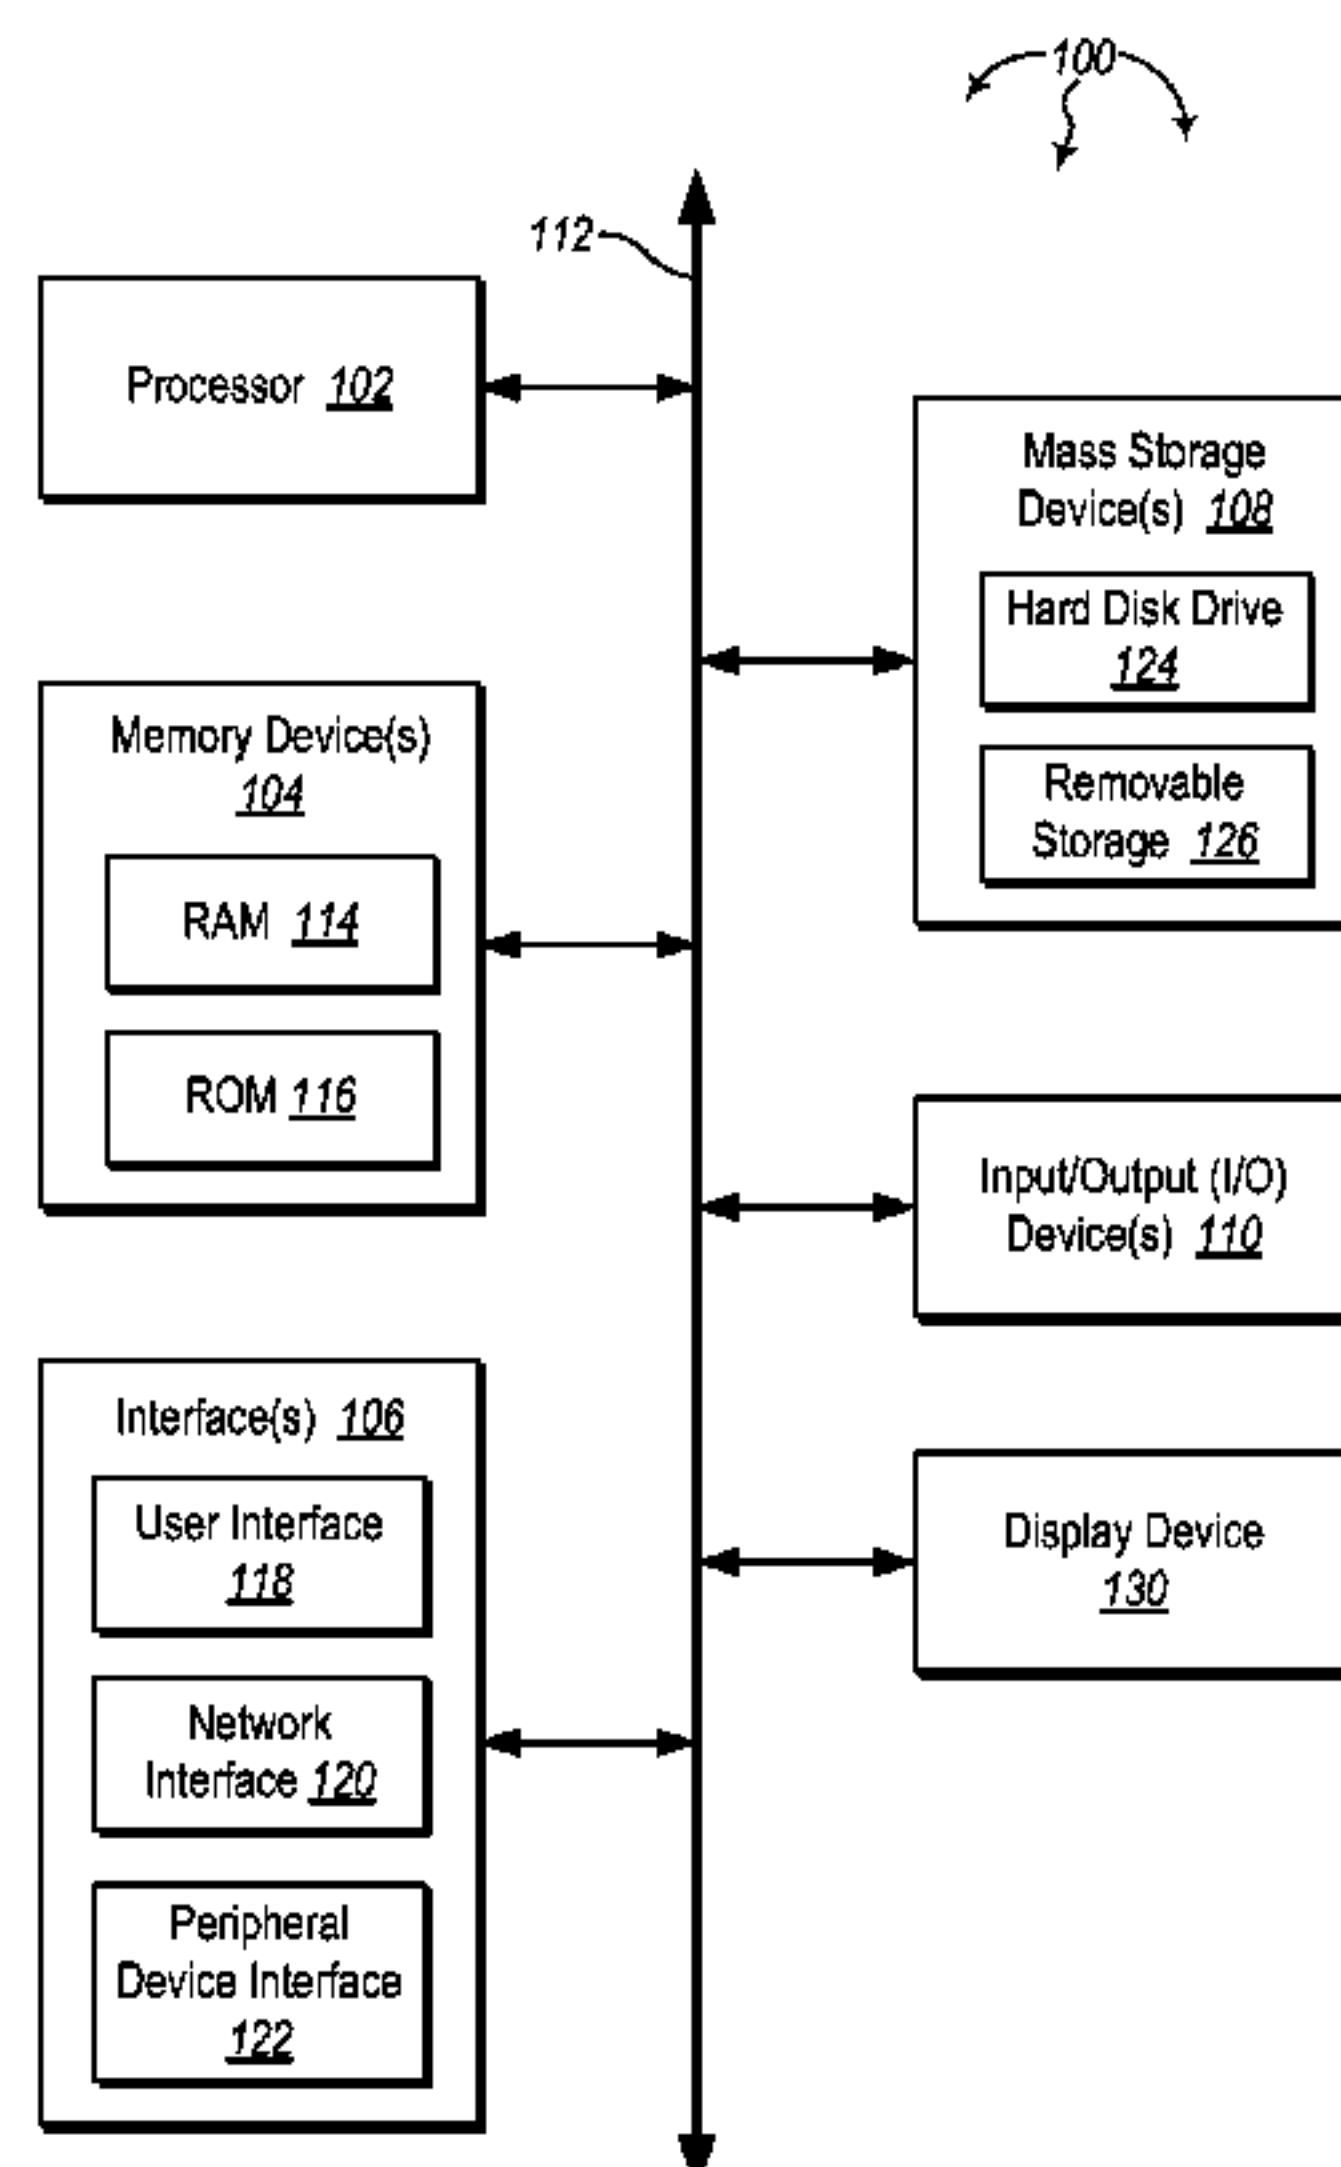 100
112
Processor 102
Mass Storage
Device(s) 108
Hard Disk Drive
124
Removable
Storage 126
Memory Device(s)
104
RAM 114
ROM 116
Input/Output (I/O)
Device(s) 110
Interface(s) 106
User Interface
118
Network
Interface 120
Peripheral
Device Interface
122
Display Device
130